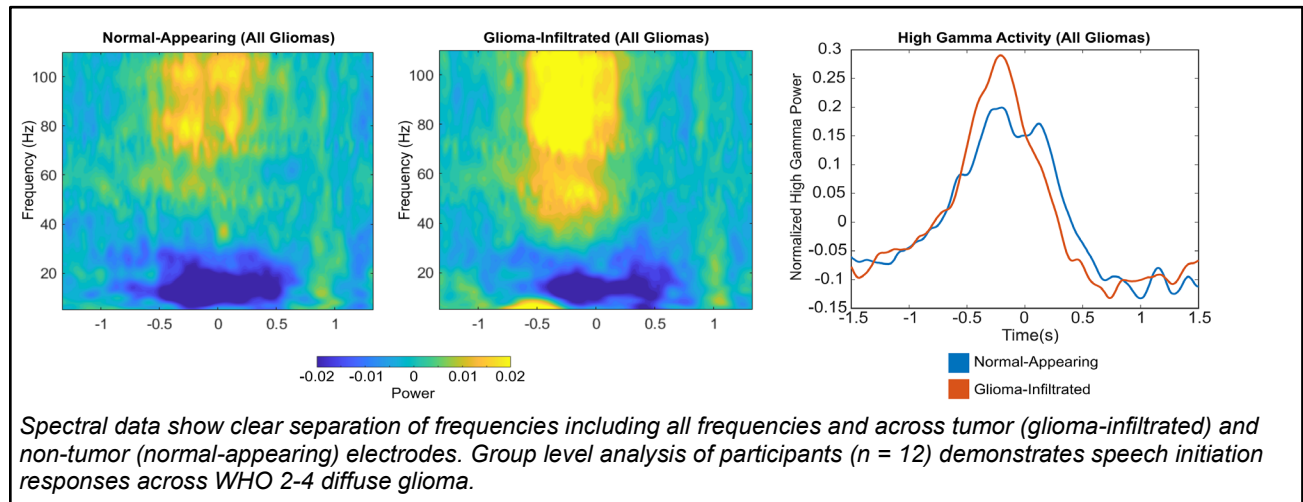 Normal-Appearing (All Gliomas)
Frequency (Hz)
100
80
60
40
20
-1 -0.5 0 0.5 1
Glioma-Infiltrated (All Gliomas)
Frequency (Hz)
100
80
60
40
20
-1 -0.5 0 0.5 1
-0.02 -0.01 0 0.01 0.02
Power
High Gamma Activity (All Gliomas)
Normalized High Gamma Power
0.3
0.25
0.2
0.15
0.1
0.05
0
-0.05
-0.1
-0.15
-1.5 -1 -0.5 0 0.5 1 1.5
Time(s)
Normal-Appearing
Glioma-Infiltrated
Spectral data show clear separation of frequencies including all frequencies and across tumor (glioma-infiltrated) and
non-tumor (normal-appearing) electrodes. Group level analysis of participants (n = 12) demonstrates speech initiation
responses across WHO 2-4 diffuse glioma.